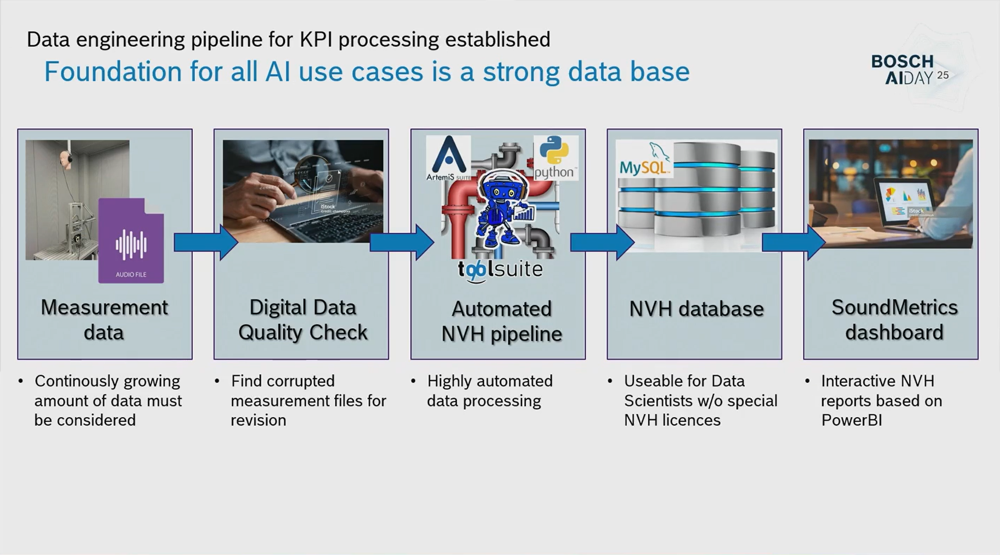 Data engineering pipeline for KPI processing established
Foundation for all AI use cases is a strong data base
BOSCH
AIDAY 25
AUDIO FILE
Measurement
data
iStock
Digital Data
Quality Check
ArtemiS SUITE
python™
toolsuite
Automated
NVH pipeline
MySQL™
NVH database
iStock
SoundMetrics
dashboard
• Continously growing
amount of data must
be considered
• Find corrupted
measurement files for
revision
• Highly automated
data processing
• Useable for Data
Scientists w/o special
NVH licences
• Interactive NVH
reports based on
PowerBI